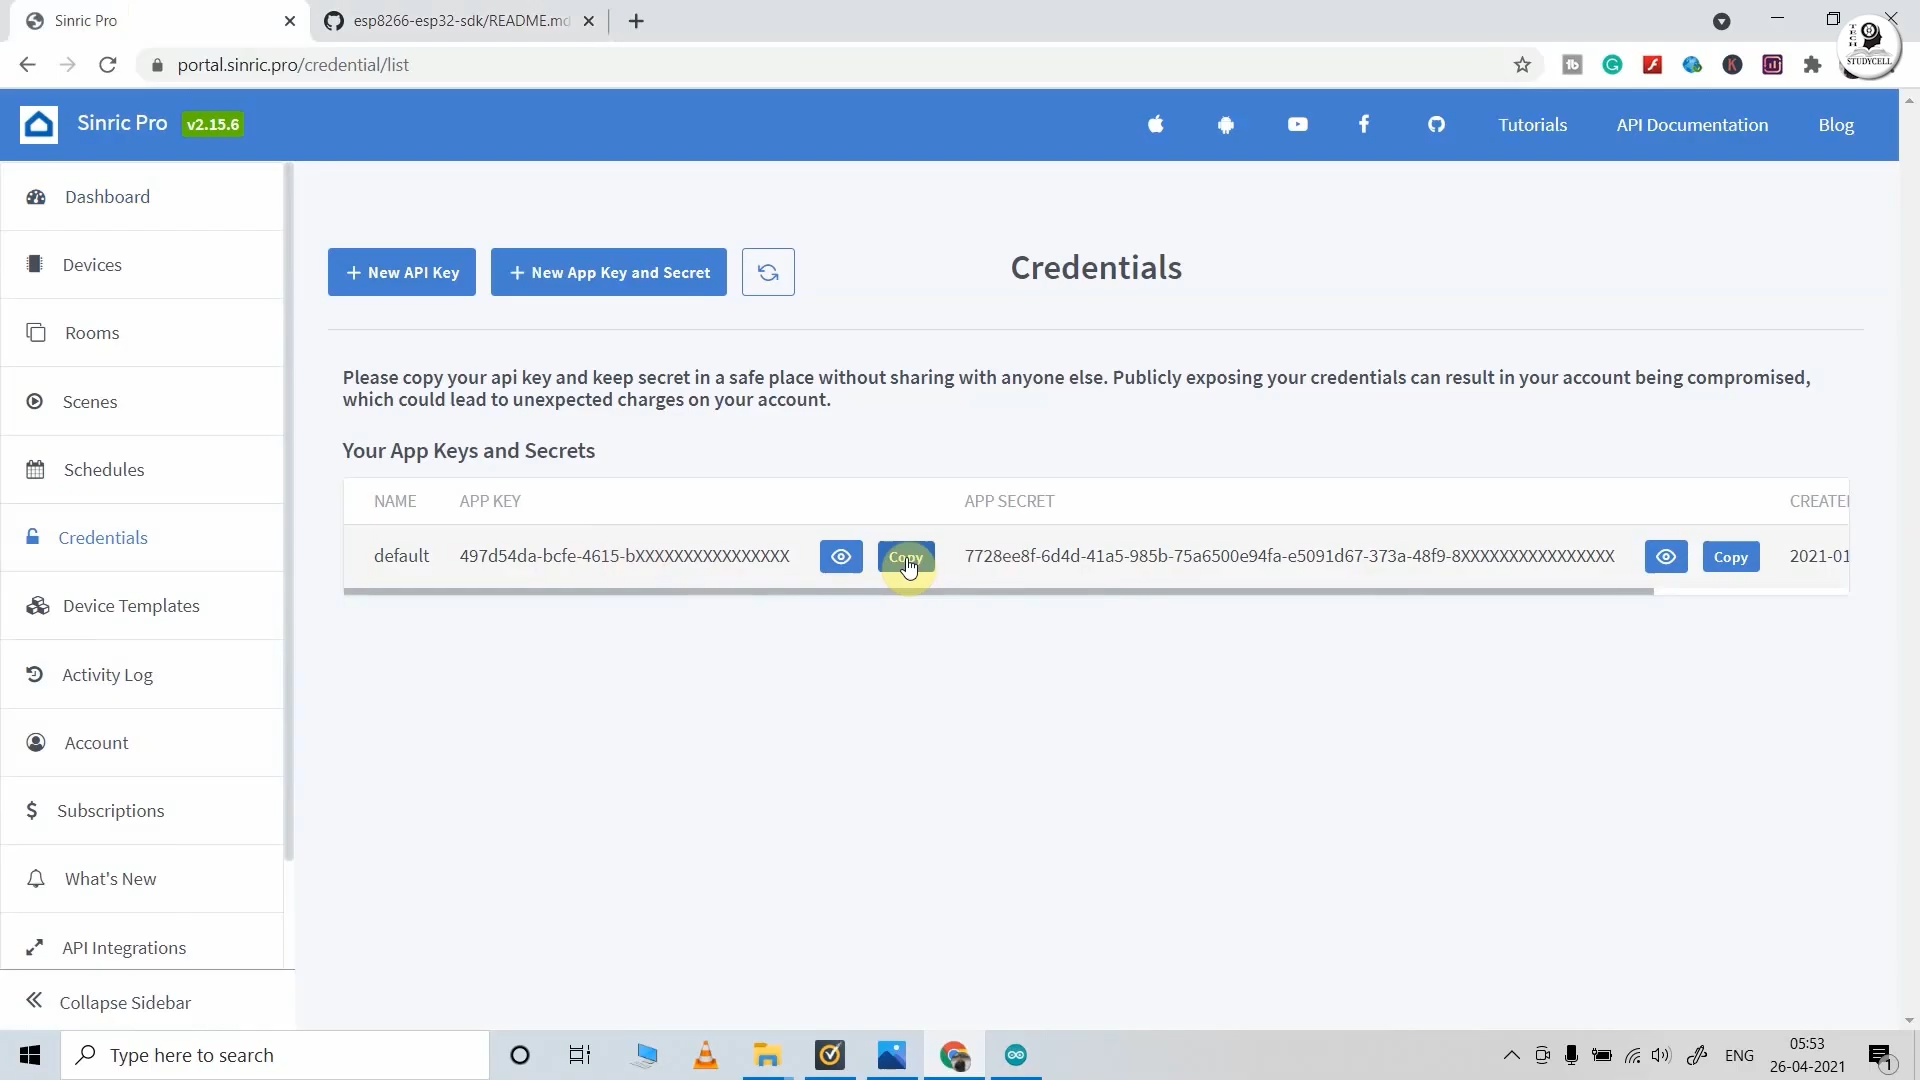 Sinric Pro
esp8266-esp32-sdk/README.md
TECH
STUDYCELL
portal.sinric.pro/credential/list
Sinric Pro v2.15.6
Tutorials
API Documentation
Blog
Dashboard
Devices
Rooms
Scenes
Schedules
Credentials
Device Templates
Activity Log
Account
Subscriptions
What's New
API Integrations
Collapse Sidebar
+ New API Key
+ New App Key and Secret
Credentials
Please copy your api key and keep secret in a safe place without sharing with anyone else. Publicly exposing your credentials can result in your account being compromised,
which could lead to unexpected charges on your account.
Your App Keys and Secrets
NAME APP KEY APP SECRET CREATE
default 497d54da-bcfe-4615-bXXXXXXXXXXXXXXXX Copy 7728ee8f-6d4d-41a5-985b-75a6500e94fa-e5091d67-373a-48f9-8XXXXXXXXXXXXXXXX Copy 2021-01
Type here to search
ENG
05:53
26-04-2021
1